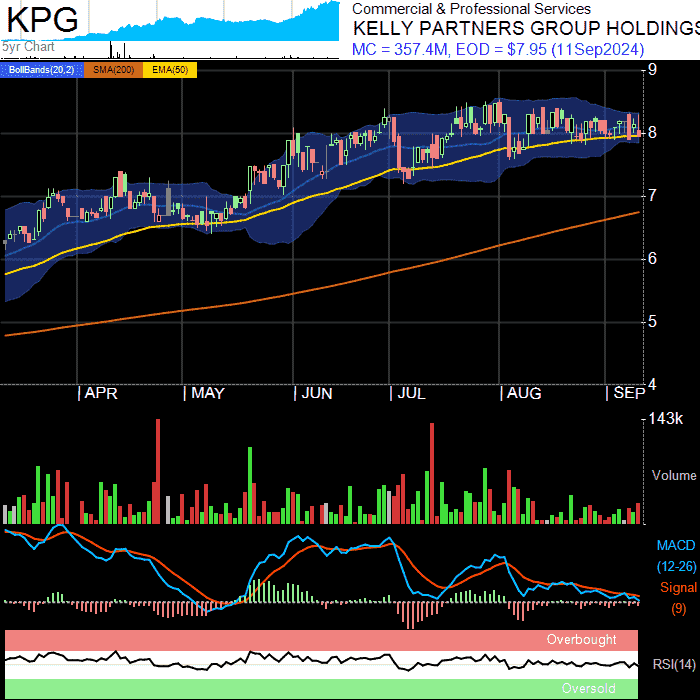 KPG
5yr Chart
Commercial & Professional Services
KELLY PARTNERS GROUP HOLDINGS
MC = 357.4M, EOD = $7.95 (11Sep2024)
BollBands(20,2) SMA(200) EMA(50)
9
8
7
6
5
4
APR MAY JUN JUL AUG SEP
143k
Volume
MACD
(12-26)
Signal
(9)
Overbought
RSI(14)
Oversold